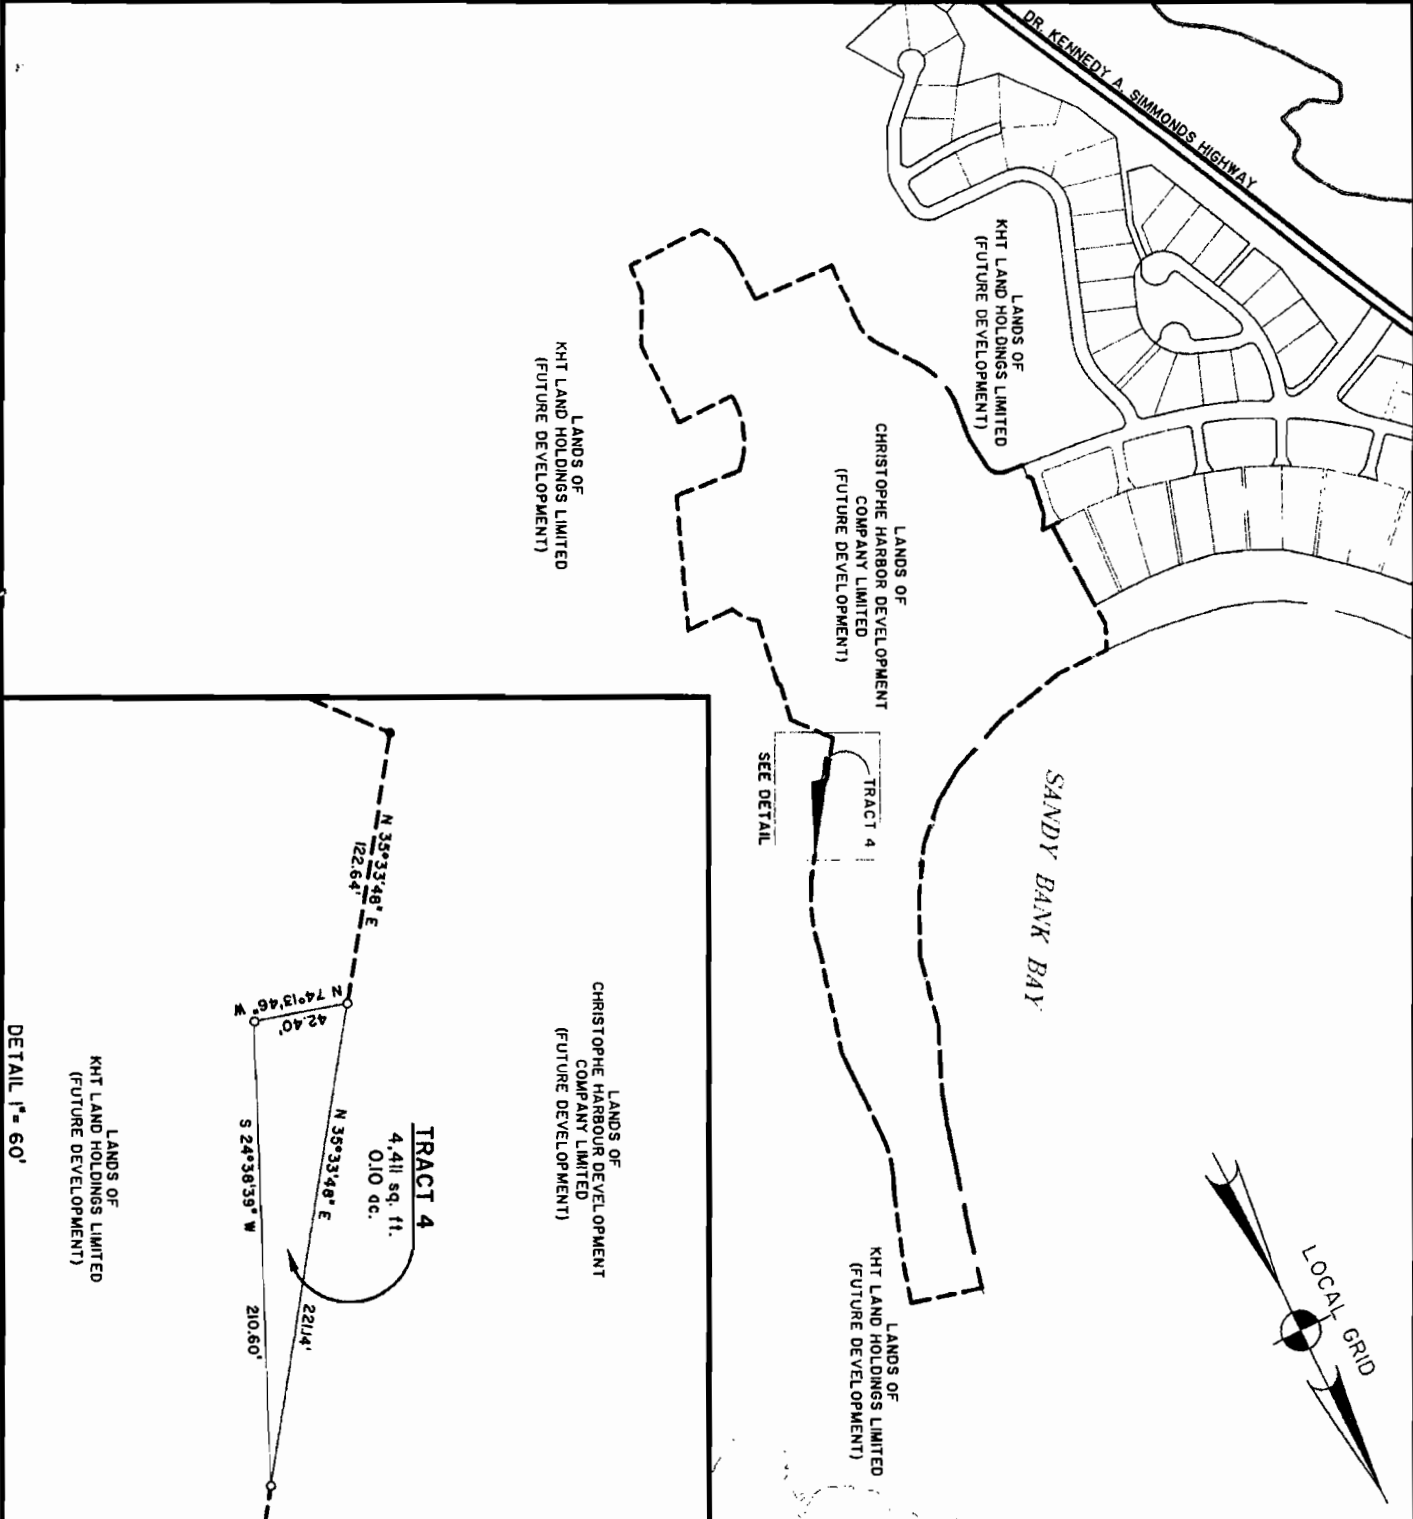 DR. KENNEDY A. SIMMONDS HIGHWAY
LANDS OF
KHT LAND HOLDINGS LIMITED
(FUTURE DEVELOPMENT)
LANDS OF
CHRISTOPHE HARBOR DEVELOPMENT
COMPANY LIMITED
(FUTURE DEVELOPMENT)
LANDS OF
KHT LAND HOLDINGS LIMITED
(FUTURE DEVELOPMENT)
SANDY BANK BAY
TRACT 4
SEE DETAIL
LANDS OF
KHT LAND HOLDINGS LIMITED
(FUTURE DEVELOPMENT)
LOCAL GRID
N 35°33'48" E
122.64'
N 74°13'46" W
42.40'
N 35°33'48" E
221.14'
S 24°38'39" W
210.60'
TRACT 4
4,411 sq. ft.
0.10 ac.
LANDS OF
CHRISTOPHE HARBOUR DEVELOPMENT
COMPANY LIMITED
(FUTURE DEVELOPMENT)
LANDS OF
KHT LAND HOLDINGS LIMITED
(FUTURE DEVELOPMENT)
DETAIL 1"= 60'